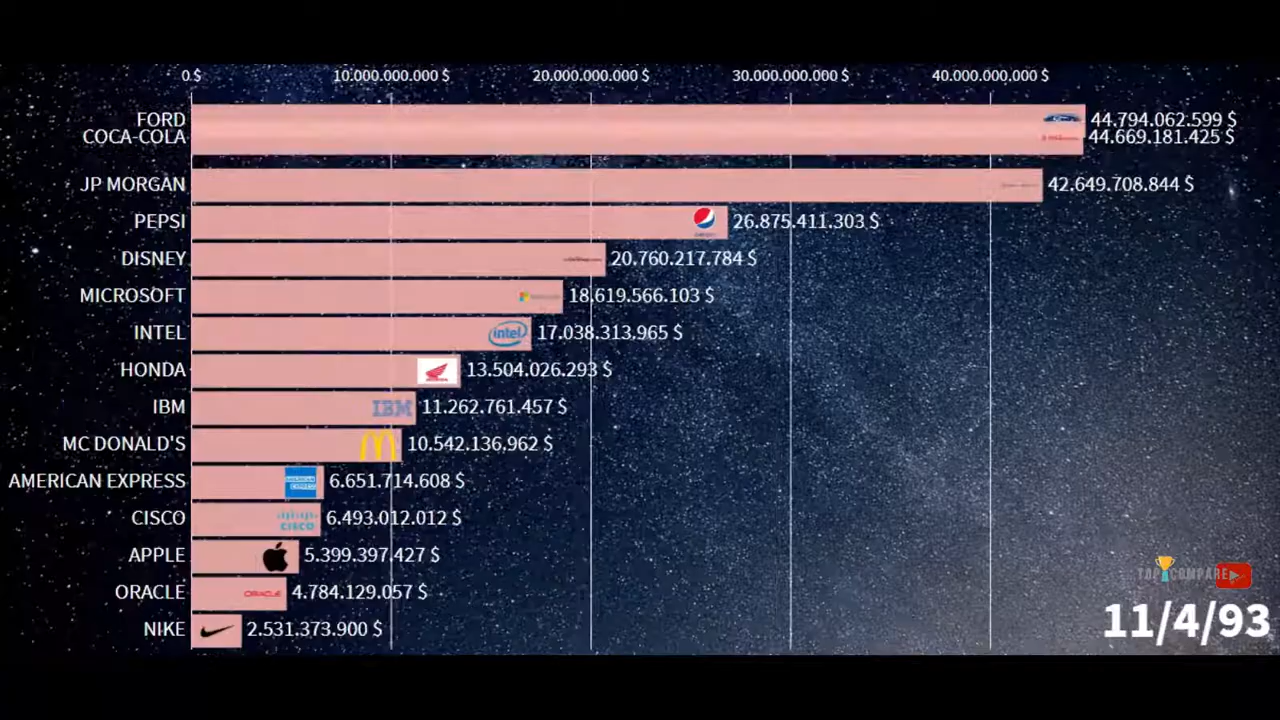 0 $ 10.000.000.000 $ 20.000.000.000 $ 30.000.000.000 $ 40.000.000.000 $
FORD 44.794.062.599 $
COCA-COLA 44.669.181.425 $
JP MORGAN 42.649.708.844 $
PEPSI 26.875.411.303 $
DISNEY 20.760.217.784 $
MICROSOFT 18.619.566.103 $
INTEL intel 17.038.313.965 $
HONDA 13.504.026.293 $
IBM IBM 11.262.761.457 $
MC DONALD'S 10.542.136.962 $
AMERICAN EXPRESS AMERICAN EXPRESS 6.651.714.608 $
CISCO CISCO 6.493.012.012 $
APPLE 5.399.397.427 $
ORACLE ORACLE 4.784.129.057 $
TOP COMPARE
NIKE 2.531.373.900 $
11/4/93